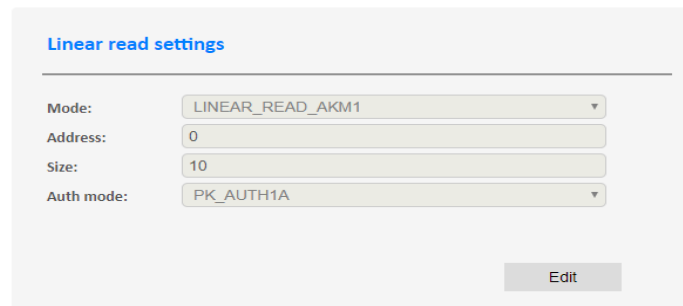 Linear read settings
Mode: LINEAR_READ_AKM1
Address: 0
Size: 10
Auth mode: PK_AUTH1A
Edit